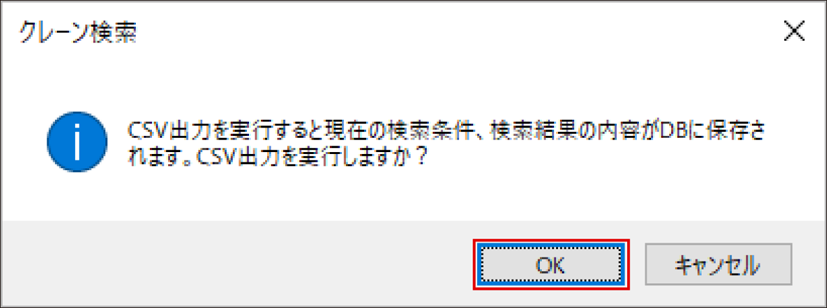 クレーン検索
CSV出力を実行すると現在の検索条件、検索結果の内容がDBに保存さ
れます。CSV出力を実行しますか？
OK
キャンセル